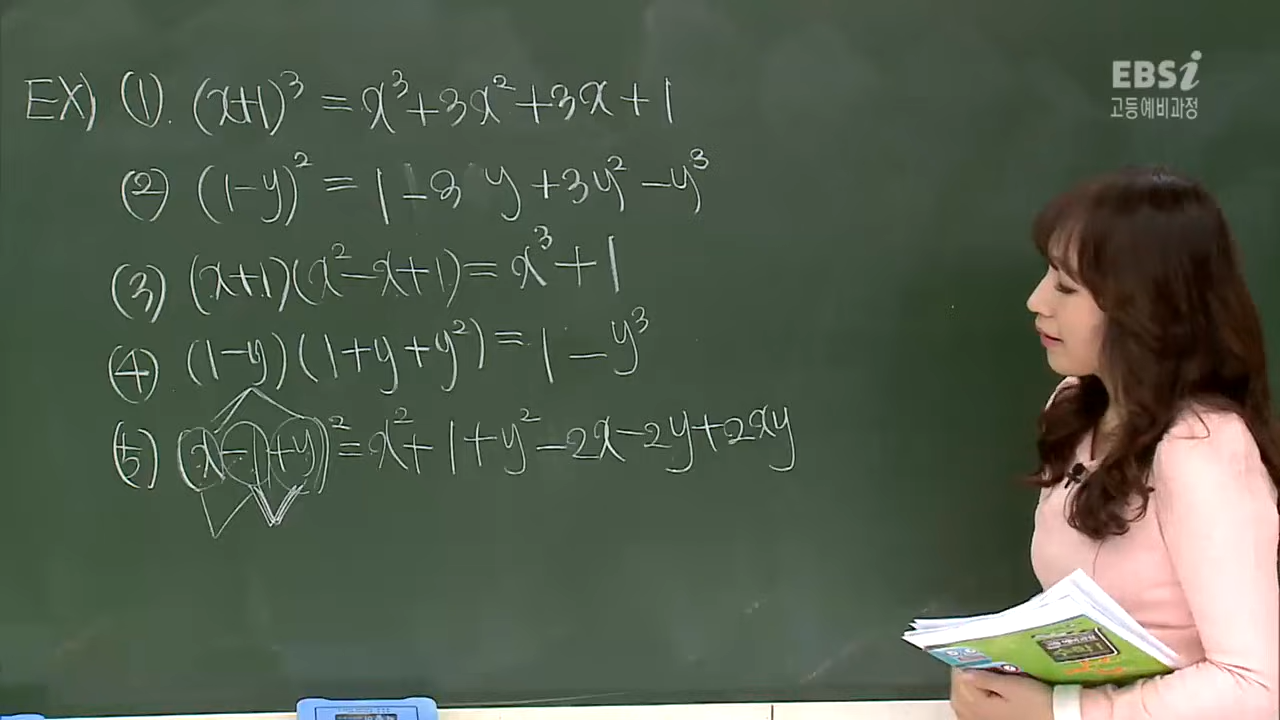 EBSi
고등예비과정
EX) (1). (x+1)³ = x³+3x²+3x+1
(2) (1-y)² = 1-3 y+3y²-y³
(3) (x+1)(x²-x+1) = x³+1
(4) (1-y)(1+y+y²) = 1-y³
(5) (x-1+y)² = x²+1+y²-2x-2y+2xy